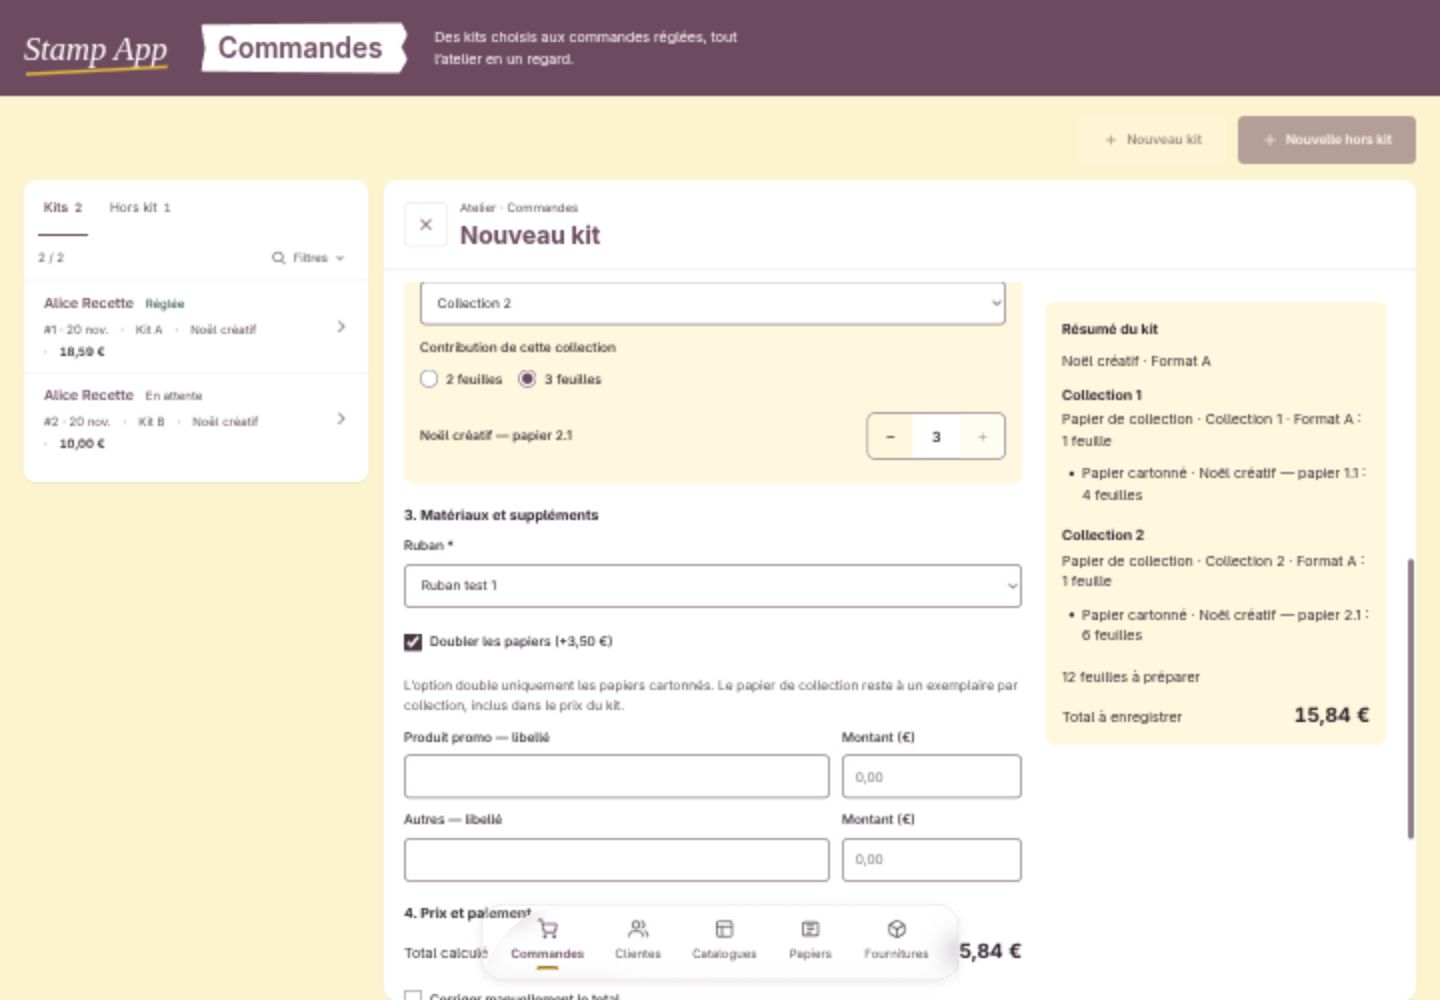 Stamp App
Commandes
Des kits choisis aux commandes réglées, tout
l'atelier en un regard.
+ Nouveau kit
+ Nouvelle hors kit
Kits 2
Hors kit 1
2 / 2
Filtres
Alice Recette Réglée
#1 · 20 nov. · Kit A · Noël créatif
· 18,59 €
Alice Recette En attente
#2 · 20 nov. · Kit B · Noël créatif
· 10,00 €
Atelier · Commandes
Nouveau kit
Collection 2
Contribution de cette collection
2 feuilles
3 feuilles
Noël créatif — papier 2.1
− 3 +
3. Matériaux et suppléments
Ruban *
Ruban test 1
Doubler les papiers (+3,50 €)
L'option double uniquement les papiers cartonnés. Le papier de collection reste à un exemplaire par
collection, inclus dans le prix du kit.
Produit promo — libellé
Montant (€)
0,00
Autres — libellé
Montant (€)
0,00
4. Prix et paiement
Total calculé
5,84 €
Corriger manuellement le total
Résumé du kit
Noël créatif · Format A
Collection 1
Papier de collection · Collection 1 · Format A :
1 feuille
• Papier cartonné · Noël créatif — papier 1.1 :
4 feuilles
Collection 2
Papier de collection · Collection 2 · Format A :
1 feuille
• Papier cartonné · Noël créatif — papier 2.1 :
6 feuilles
12 feuilles à préparer
Total à enregistrer
15,84 €
Commandes
Clientes
Catalogues
Papiers
Fournitures